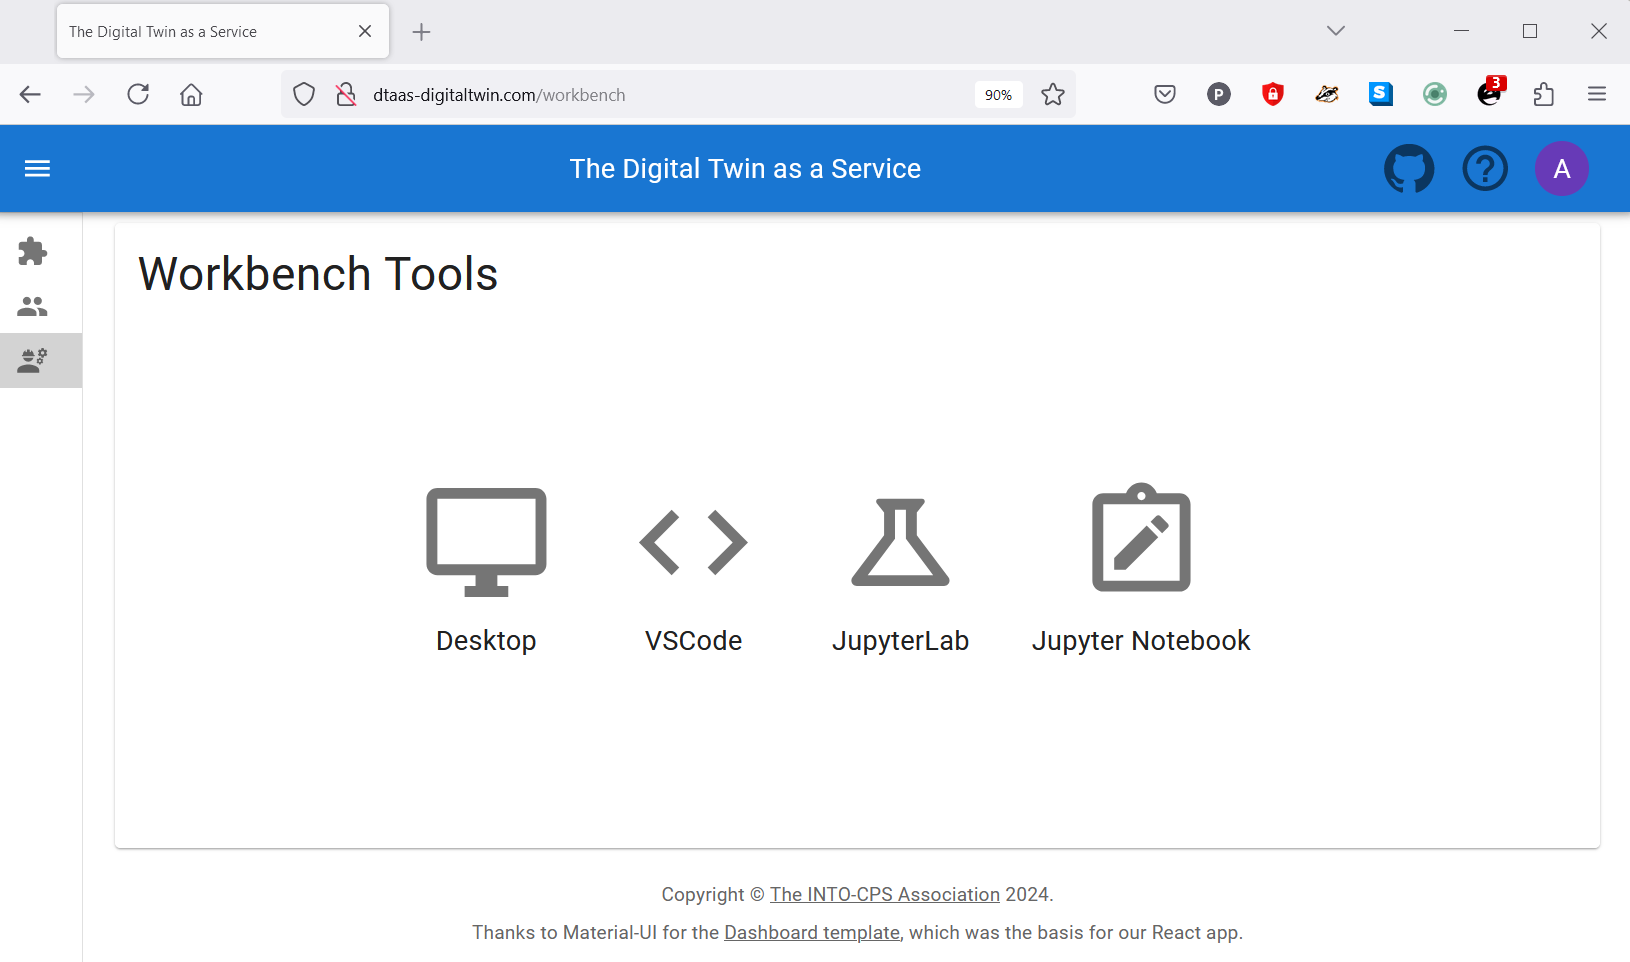 The Digital Twin as a Service
dtaas-digitaltwin.com/workbench
90%
P
S
3
The Digital Twin as a Service
?
A
Workbench Tools
Desktop
VSCode
JupyterLab
Jupyter Notebook
Copyright © The INTO-CPS Association 2024.
Thanks to Material-UI for the Dashboard template, which was the basis for our React app.